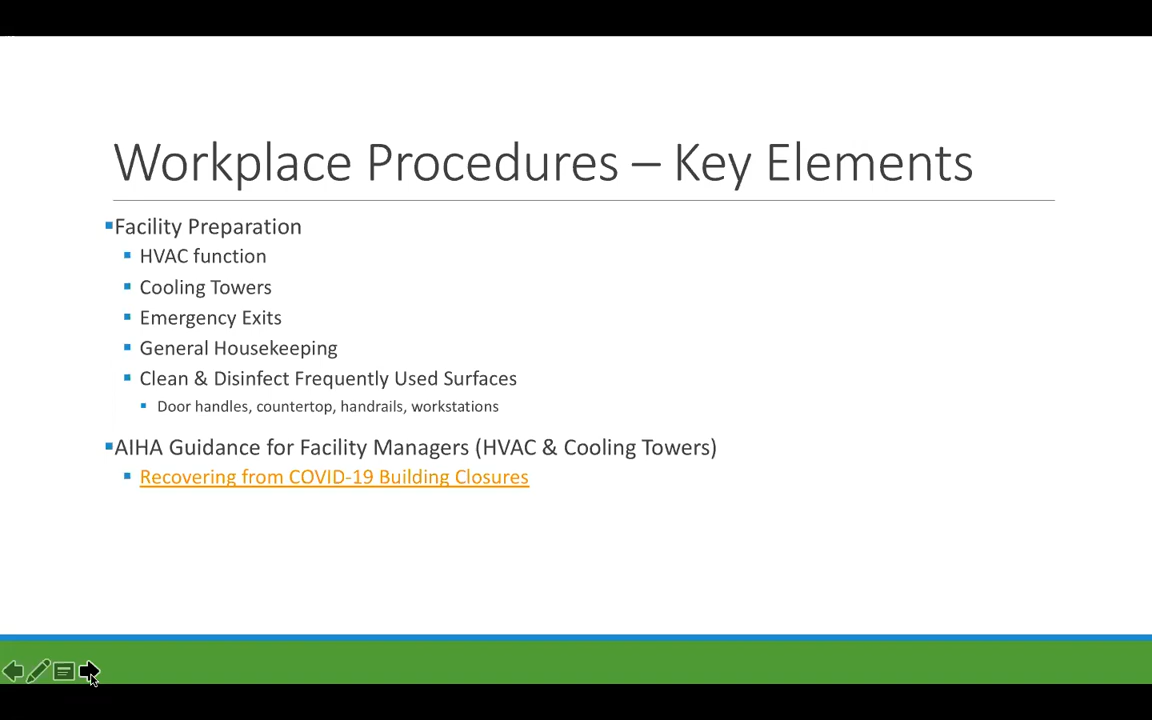 Workplace Procedures – Key Elements
Facility Preparation
HVAC function
Cooling Towers
Emergency Exits
General Housekeeping
Clean & Disinfect Frequently Used Surfaces
Door handles, countertop, handrails, workstations
AIHA Guidance for Facility Managers (HVAC & Cooling Towers)
Recovering from COVID-19 Building Closures